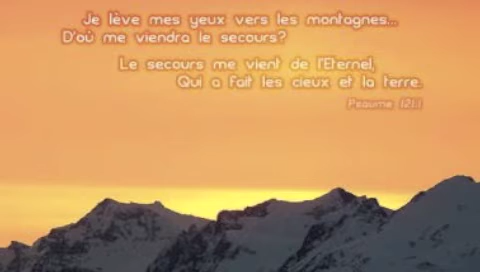 Je lève mes yeux vers les montagnes...
D'où me viendra le secours?
Le secours me vient de l'Eternel,
Qui a fait les cieux et la terre.
Psaume 121:1